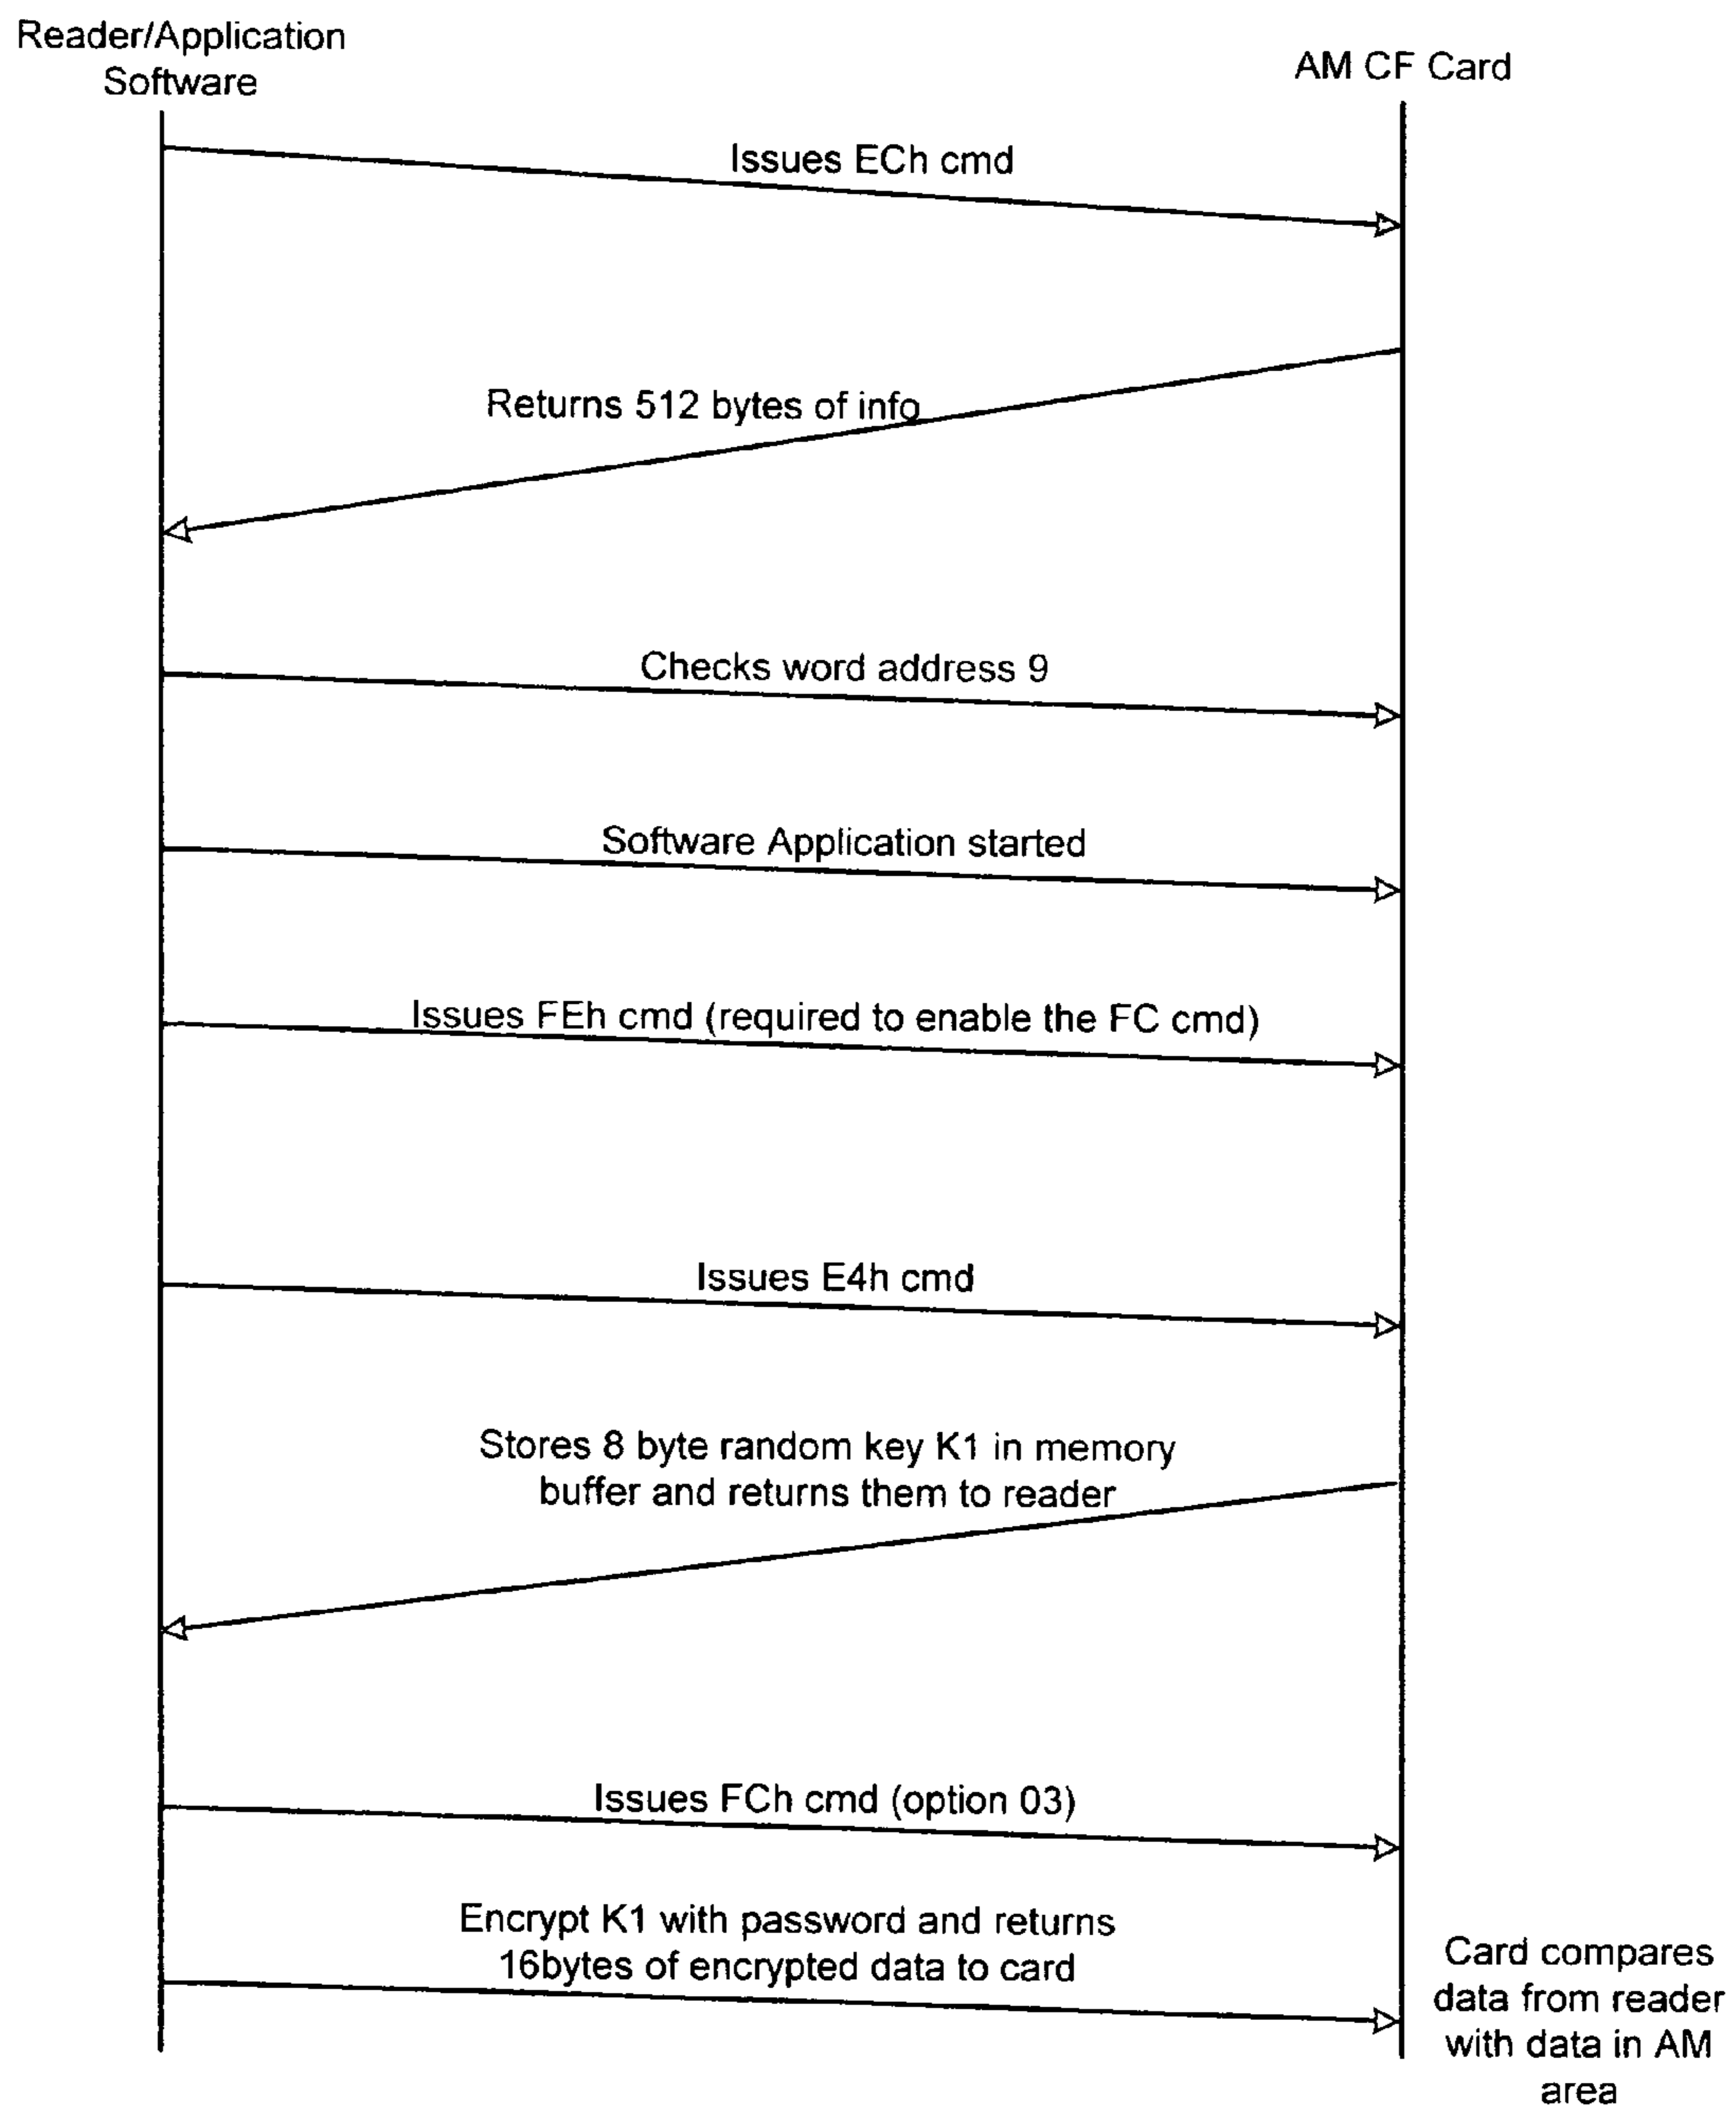 Reader/Application
Software
AM CF Card
Issues ECh cmd
Returns 512 bytes of info
Checks word address 9
Software Application started
Issues FEh cmd (required to enable the FC cmd)
Issues E4h cmd
Stores 8 byte random key K1 in memory
buffer and returns them to reader
Issues FCh cmd (option 03)
Encrypt K1 with password and returns
16bytes of encrypted data to card
Card compares
data from reader
with data in AM
area